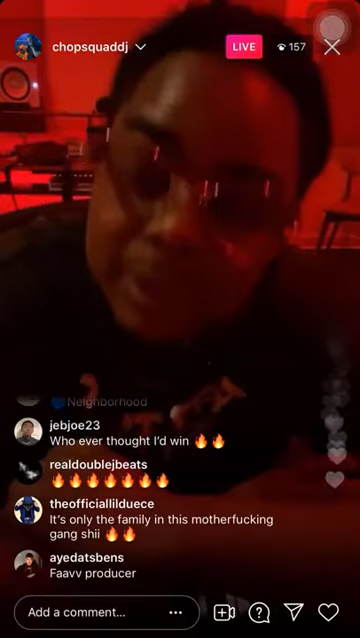 chopsquaddj
LIVE
157
Neighborhood
jebjoe23
Who ever thought I'd win 🔥🔥
realdoublejbeats
🔥🔥🔥🔥🔥🔥🔥
theofficiallilduece
It's only the family in this motherfucking
gang shii 🔥🔥
ayedatsbens
Faavv producer
Add a comment...